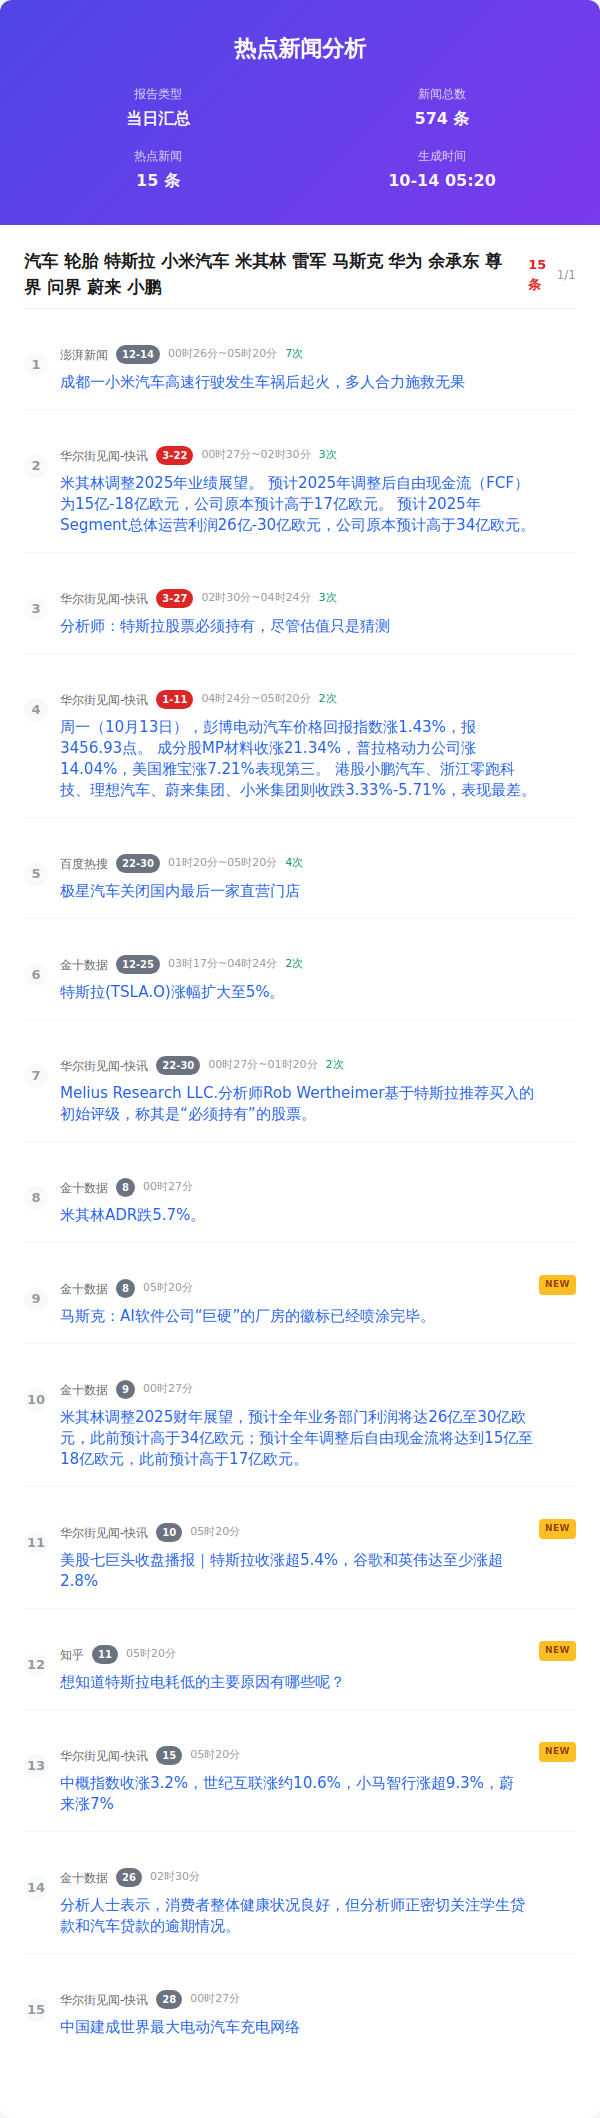 热点新闻分析
报告类型
当日汇总
新闻总数
574 条
热点新闻
15 条
生成时间
10-14 05:20
汽车 轮胎 特斯拉 小米汽车 米其林 雷军 马斯克 华为 余承东 尊
界 问界 蔚来 小鹏
15
条
1/1
1
澎湃新闻 12-14 00时26分~05时20分 7次
成都一小米汽车高速行驶发生车祸后起火，多人合力施救无果
2
华尔街见闻-快讯 3-22 00时27分~02时30分 3次
米其林调整2025年业绩展望。 预计2025年调整后自由现金流（FCF）
为15亿-18亿欧元，公司原本预计高于17亿欧元。 预计2025年
Segment总体运营利润26亿-30亿欧元，公司原本预计高于34亿欧元。
3
华尔街见闻-快讯 3-27 02时30分~04时24分 3次
分析师：特斯拉股票必须持有，尽管估值只是猜测
4
华尔街见闻-快讯 1-11 04时24分~05时20分 2次
周一（10月13日），彭博电动汽车价格回报指数涨1.43%，报
3456.93点。 成分股MP材料收涨21.34%，普拉格动力公司涨
14.04%，美国雅宝涨7.21%表现第三。 港股小鹏汽车、浙江零跑科
技、理想汽车、蔚来集团、小米集团则收跌3.33%-5.71%，表现最差。
5
百度热搜 22-30 01时20分~05时20分 4次
极星汽车关闭国内最后一家直营门店
6
金十数据 12-25 03时17分~04时24分 2次
特斯拉(TSLA.O)涨幅扩大至5%。
7
华尔街见闻-快讯 22-30 00时27分~01时20分 2次
Melius Research LLC.分析师Rob Wertheimer基于特斯拉推荐买入的
初始评级，称其是“必须持有”的股票。
8
金十数据 8 00时27分
米其林ADR跌5.7%。
9
金十数据 8 05时20分
NEW
马斯克：AI软件公司“巨硬”的厂房的徽标已经喷涂完毕。
10
金十数据 9 00时27分
米其林调整2025财年展望，预计全年业务部门利润将达26亿至30亿欧
元，此前预计高于34亿欧元；预计全年调整后自由现金流将达到15亿至
18亿欧元，此前预计高于17亿欧元。
11
华尔街见闻-快讯 10 05时20分
NEW
美股七巨头收盘播报｜特斯拉收涨超5.4%，谷歌和英伟达至少涨超
2.8%
12
知乎 11 05时20分
NEW
想知道特斯拉电耗低的主要原因有哪些呢？
13
华尔街见闻-快讯 15 05时20分
NEW
中概指数收涨3.2%，世纪互联涨约10.6%，小马智行涨超9.3%，蔚
来涨7%
14
金十数据 26 02时30分
分析人士表示，消费者整体健康状况良好，但分析师正密切关注学生贷
款和汽车贷款的逾期情况。
15
华尔街见闻-快讯 28 00时27分
中国建成世界最大电动汽车充电网络